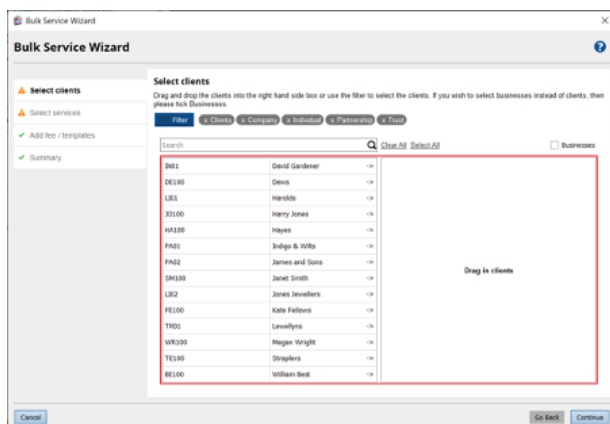 Bulk Service Wizard
Bulk Service Wizard
Select clients
Select services
Add fee / templates
Summary
Select clients
Drag and drop the clients into the right hand side box or use the filter to select the clients. If you wish to select businesses instead of clients, then
please tick Businesses.
Filter x Clients x Company x Individual x Partnership x Trust
Search Clear All Select All Businesses
IN01 David Gardener ->
DE100 Dews ->
LI01 Harolds ->
JO100 Harry Jones ->
HA100 Hayes ->
PA01 Indigo & Wilts ->
PA02 James and Sons ->
SM100 Janet Smith ->
LI02 Jones Jewellers ->
FE100 Kate Fellows ->
TR01 Lewellyns ->
WR100 Megan Wright ->
TE100 Straplers ->
BE100 William Best ->
Drag in clients
Cancel Go Back Continue